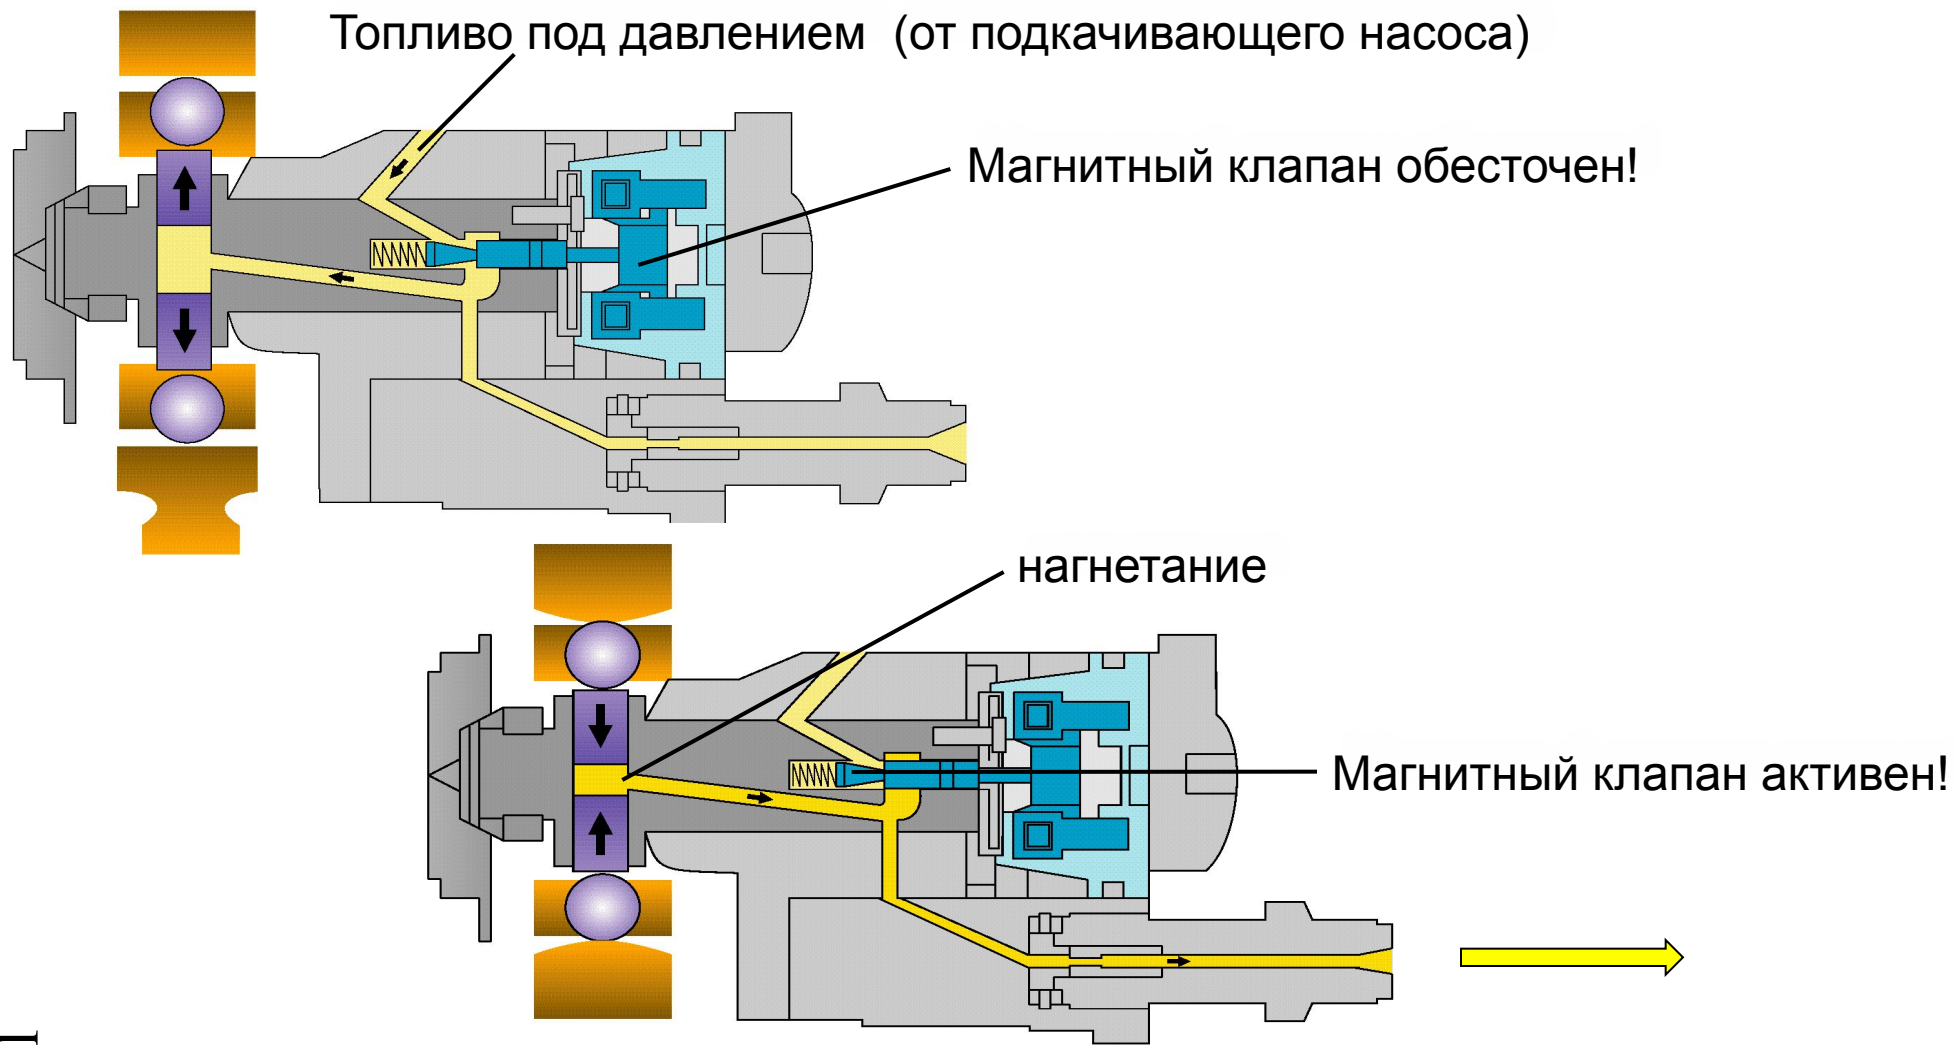 Топливо под давлением (от подкачивающего насоса)
Магнитный клапан обесточен!
нагнетание
Магнитный клапан активен!